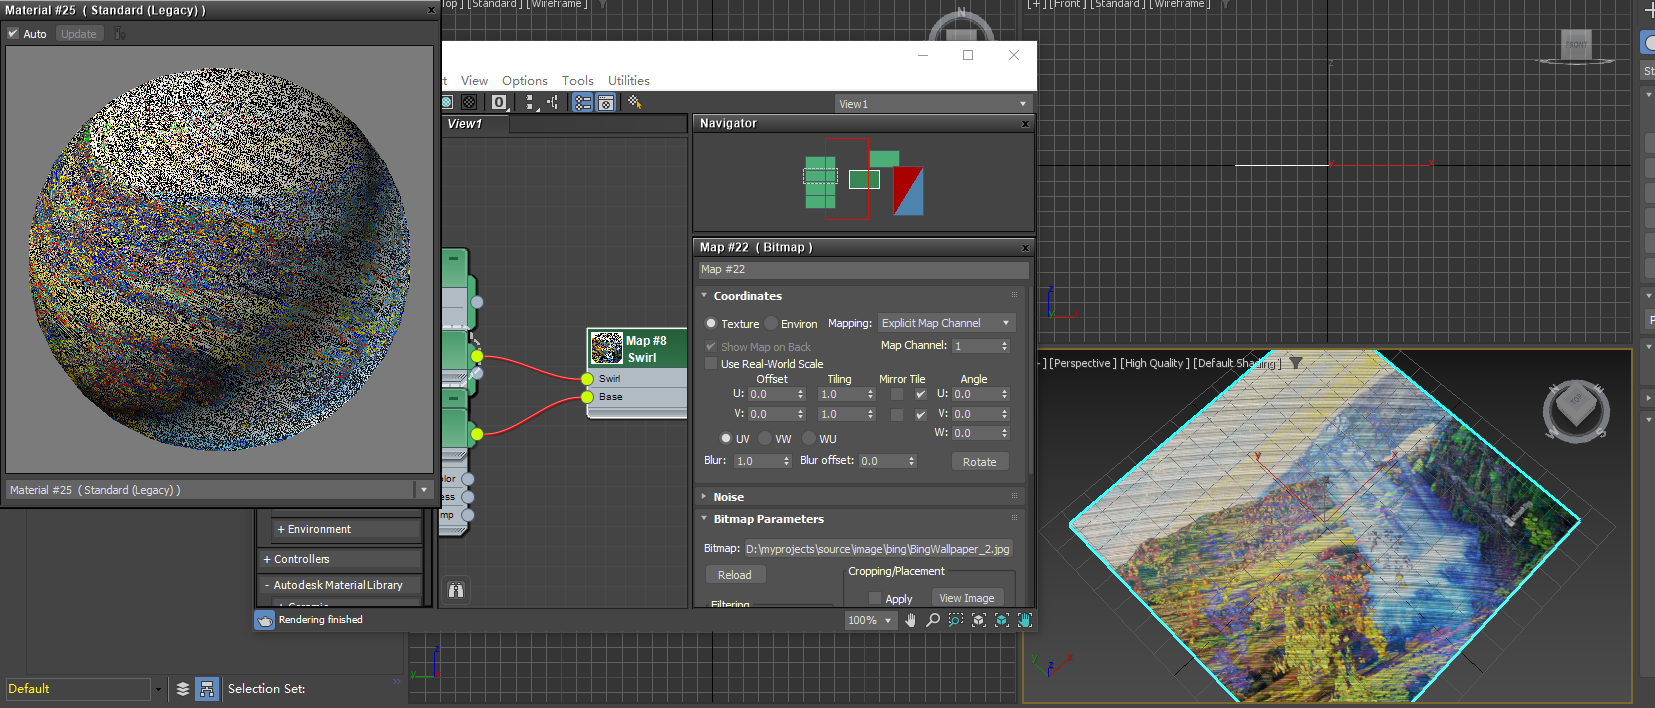 Material #25 ( Standard (Legacy) )
x
Auto
Update
[Standard ] [Wireframe ]
[ + ] [Front ] [Standard ] [Wireframe ]
N
FRONT
View
Options
Tools
Utilities
0
View1
View1
Navigator
x
Map #22 ( Bitmap )
x
Map #22
Coordinates
Texture
Environ
Mapping:
Explicit Map Channel
Show Map on Back
Map Channel:
1
Use Real-World Scale
Offset
Tiling
Mirror Tile
Angle
U: 0.0
1.0
U: 0.0
V: 0.0
1.0
V: 0.0
W: 0.0
UV
VW
WU
Blur: 1.0
Blur offset: 0.0
Rotate
Noise
Bitmap Parameters
Bitmap:
D:\myprojects\source\image\bing\BingWallpaper_2.jpg
Reload
Cropping/Placement
Apply
View Image
Filtering
Map #8
Swirl
Swirl
Base
olor
ess
mp
100%
Material #25 ( Standard (Legacy) )
+ Environment
+ Controllers
- Autodesk Material Library
+ Ceramic
Rendering finished
Default
Selection Set:
[Perspective ] [High Quality ] [Default Shading ]
TOP
N
E
W
S
x
y
z